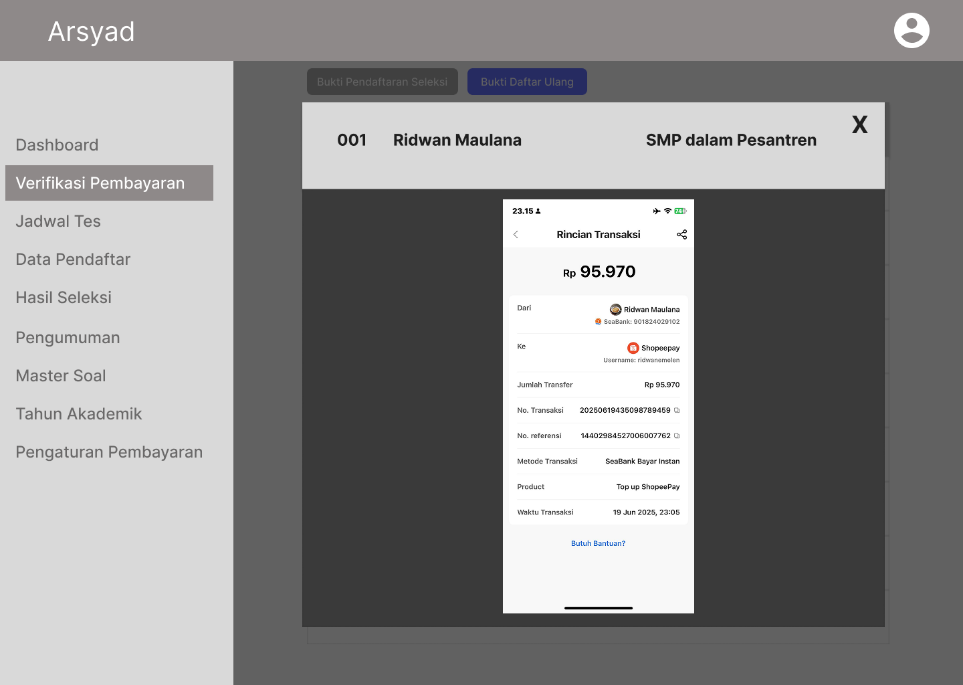 Arsyad
Dashboard
Verifikasi Pembayaran
Jadwal Tes
Data Pendaftar
Hasil Seleksi
Pengumuman
Master Soal
Tahun Akademik
Pengaturan Pembayaran
Bukti Pendaftaran Seleksi Bukti Daftar Ulang
001 Ridwan Maulana SMP dalam Pesantren X
23.15
Rincian Transaksi
Rp 95.970
Dari Ridwan Maulana
SeaBank: 901824029102
Ke Shopeepay
Username: ridwanemolen
Jumlah Transfer Rp 95.970
No. Transaksi 20250619435098789459
No. referensi 14402984527006007762
Metode Transaksi SeaBank Bayar Instan
Product Top up ShopeePay
Waktu Transaksi 19 Jun 2025, 23:05
Butuh Bantuan?